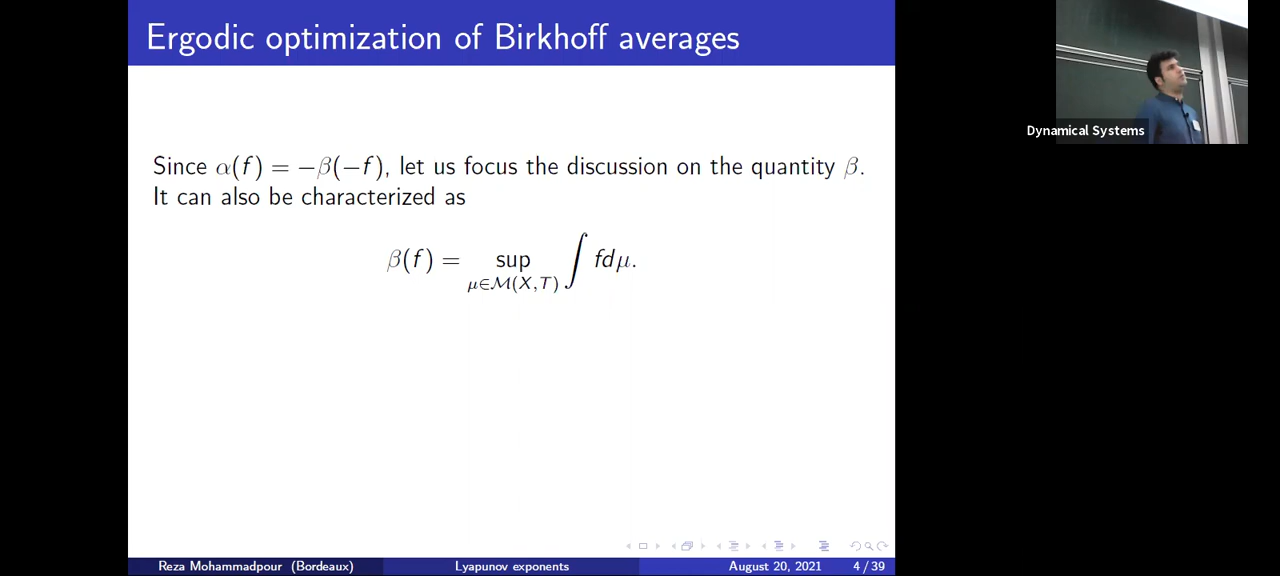 Ergodic optimization of Birkhoff averages
Since α(f) = −β(−f), let us focus the discussion on the quantity β.
It can also be characterized as
β(f) = sup ∫ fdμ.
μ∈M(X,T)
Dynamical Systems
Reza Mohammadpour (Bordeaux) Lyapunov exponents August 20, 2021 4 / 39